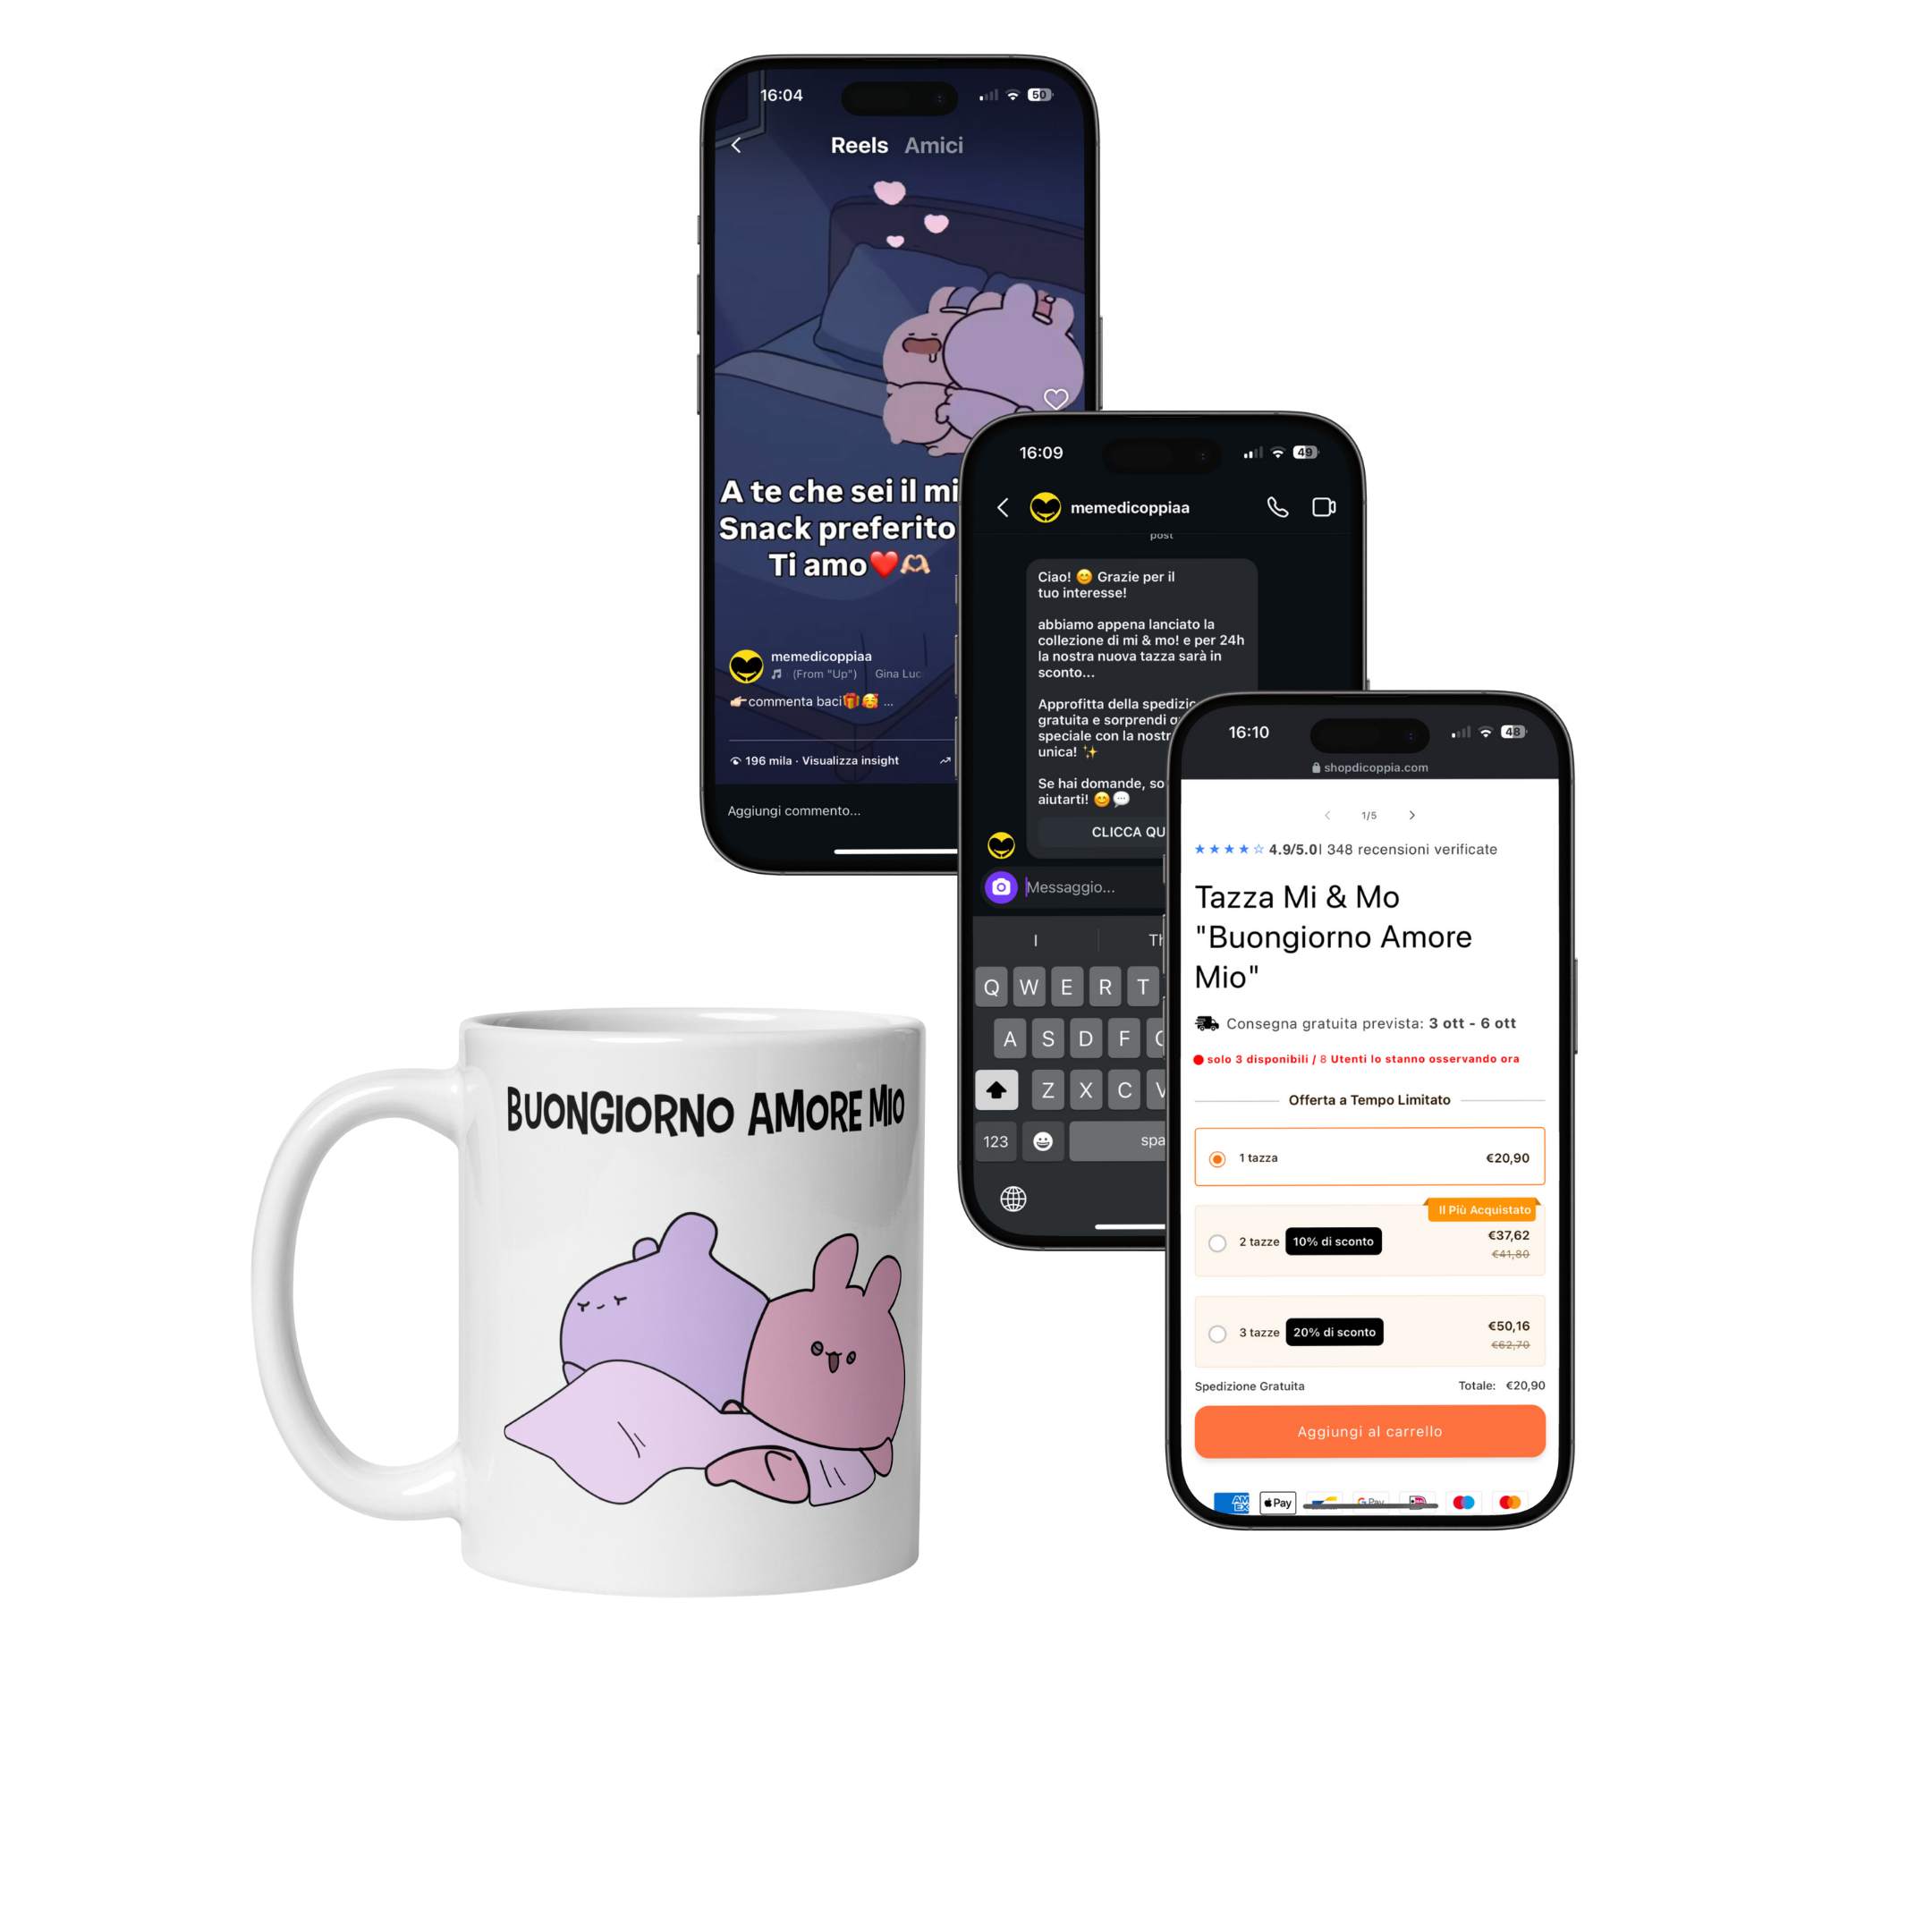 16:04
50
Reels Amici
A te che sei il mi
Snack preferito
Ti amo❤️🫶🏻
memedicoppiaa
(From "Up") Gina Luc
👉🏻commenta baci🎁🥰 ...
196 mila · Visualizza insight
Aggiungi commento...
16:09
49
memedicoppiaa
post
Ciao! 😊 Grazie per il
tuo interesse!
abbiamo appena lanciato la
collezione di mi & mo! e per 24h
la nostra nuova tazza sarà in
sconto...
Approfitta della spedizic
gratuita e sorprendi q
speciale con la nostr
unica! ✨
Se hai domande, so
aiutarti! 😊💬
CLICCA QU
Messaggio...
I Th
Q W E R T
A S D F
Z X C V
123 spa
16:10
48
shopdicoppia.com
1/5
★★★★☆ 4.9/5.0| 348 recensioni verificate
Tazza Mi & Mo
"Buongiorno Amore
Mio"
Consegna gratuita prevista: 3 ott - 6 ott
solo 3 disponibili / 8 Utenti lo stanno osservando ora
Offerta a Tempo Limitato
1 tazza €20,90
Il Più Acquistato
2 tazze 10% di sconto €37,62
€41,80
3 tazze 20% di sconto €50,16
€62,70
Spedizione Gratuita Totale: €20,90
Aggiungi al carrello
AM EX Pay G Pay
BUONGIORNO AMORE MIO